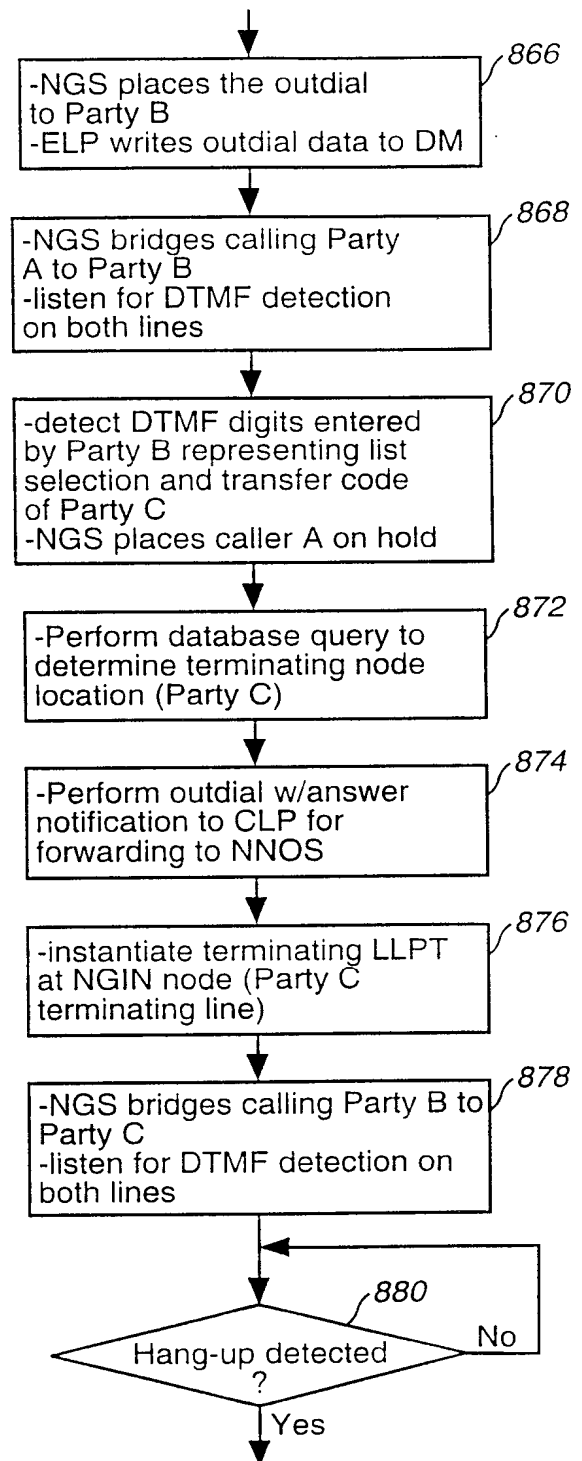 866
-NGS places the outdial
to Party B
-ELP writes outdial data to DM
868
-NGS bridges calling Party
A to Party B
-listen for DTMF detection
on both lines
870
-detect DTMF digits entered
by Party B representing list
selection and transfer code
of Party C
-NGS places caller A on hold
872
-Perform database query to
determine terminating node
location (Party C)
874
-Perform outdial w/answer
notification to CLP for
forwarding to NNOS
876
-instantiate terminating LLPT
at NGIN node (Party C
terminating line)
878
-NGS bridges calling Party B to
Party C
-listen for DTMF detection on
both lines
880
Hang-up detected
?
No
Yes